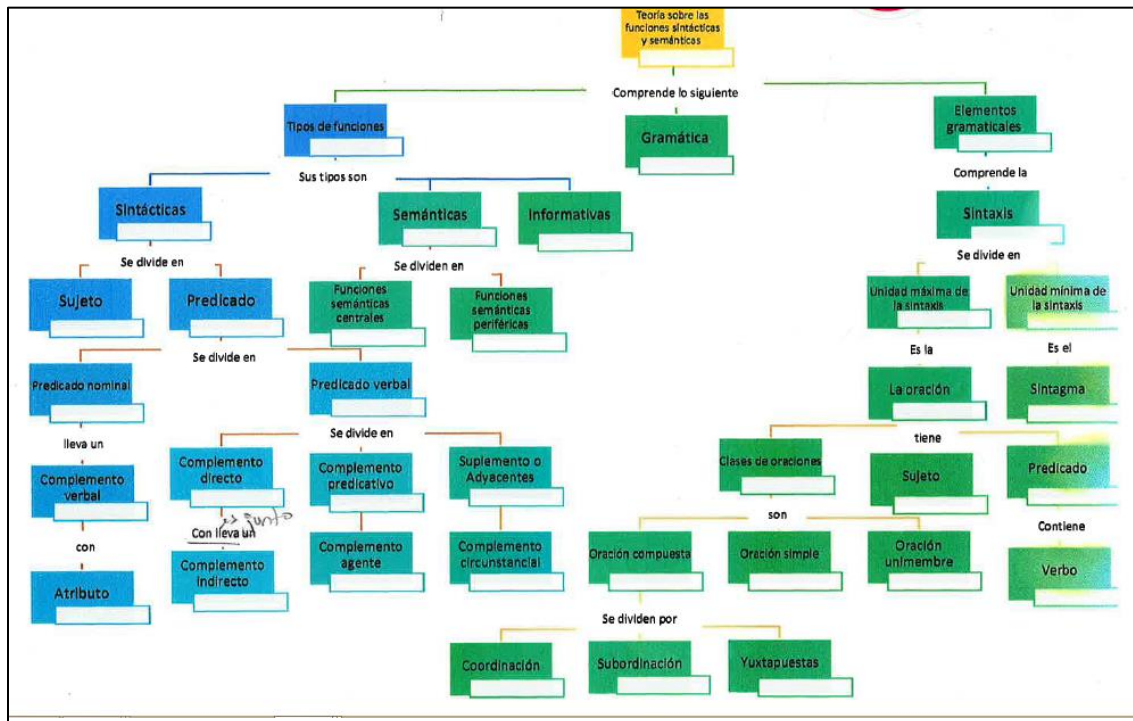 Teoría sobre las
funciones sintácticas
y semánticas
Comprende lo siguiente
Tipos de funciones
Gramática
Elementos
gramaticales
Sus tipos son
Comprende la
Sintácticas
Semánticas
Informativas
Sintaxis
Se divide en
Se dividen en
Se divide en
Sujeto
Predicado
Funciones
semánticas
centrales
Funciones
semánticas
periféricas
Unidad máxima de
la sintaxis
Unidad mínima de
la sintaxis
Se divide en
Es la
Es el
Predicado nominal
Predicado verbal
La oración
Sintagma
lleva un
Se divide en
tiene
Complemento
verbal
Complemento
directo
Complemento
predicativo
Suplemento o
Adyacentes
Clases de oraciones
Sujeto
Predicado
es junto
con
Con lleva un
son
Contiene
Atributo
Complemento
indirecto
Complemento
agente
Complemento
circunstancial
Oración compuesta
Oración simple
Oración
unimembre
Verbo
Se dividen por
Coordinación
Subordinación
Yuxtapuestas